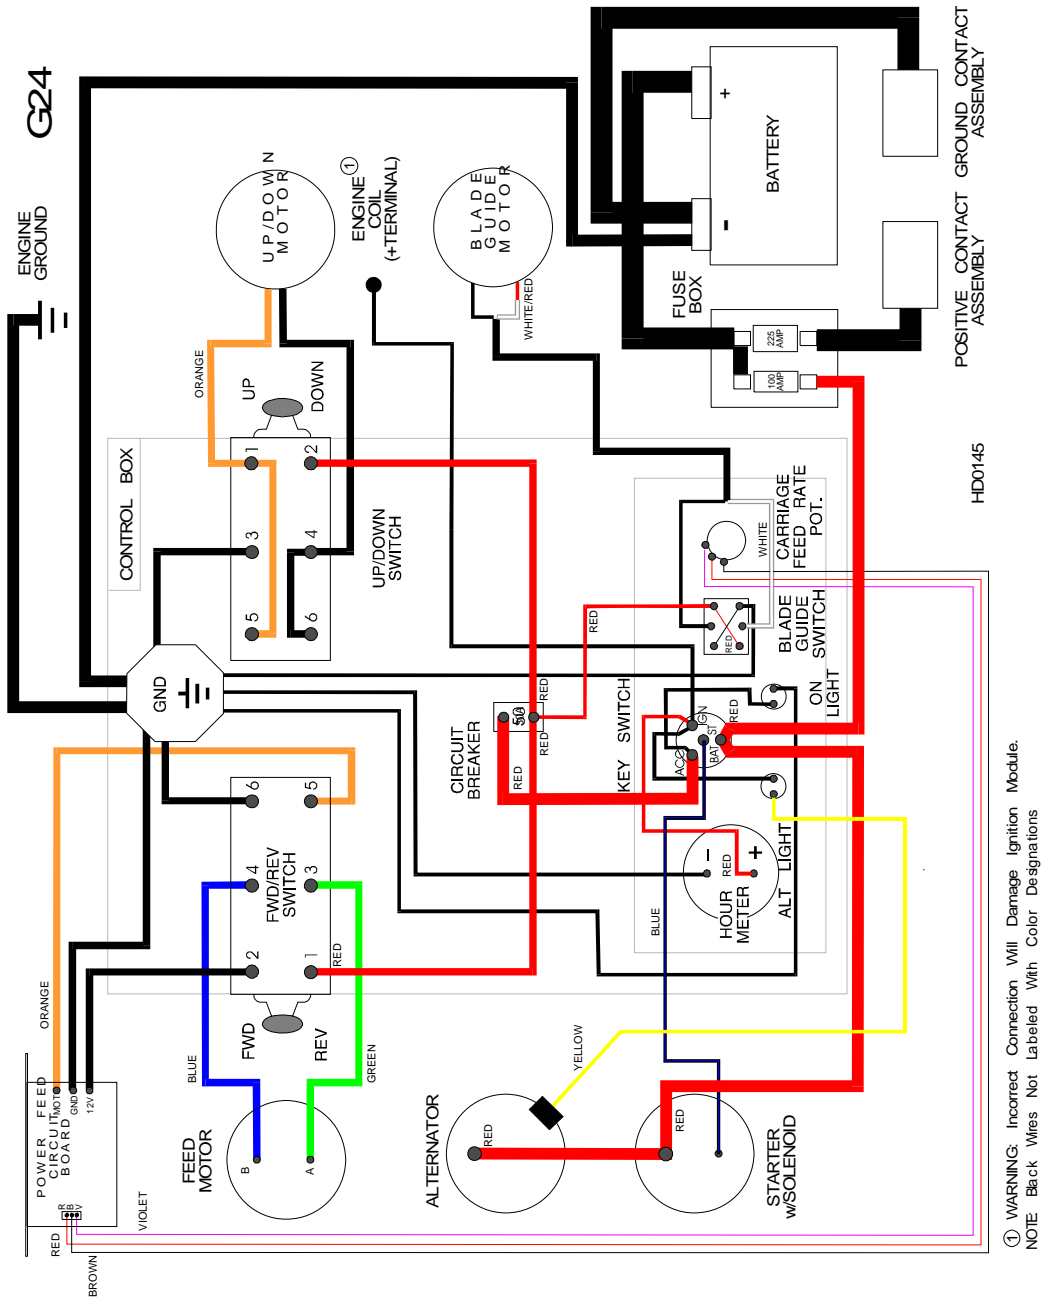 G24
ENGINE
GROUND
UP/DOWN
MOTOR
ENGINE ①
COIL
(+TERMINAL)
BLADE
GUIDE
MOTOR
WHITE/RED
FUSE
BOX
225
AMP
100
AMP
+
-
BATTERY
POSITIVE CONTACT
ASSEMBLY
GROUND CONTACT
ASSEMBLY
HD0145
CONTROL BOX
ORANGE
UP
DOWN
1
2
3
4
5
6
UP/DOWN
SWITCH
GND
CIRCUIT
BREAKER
RED
RED
RED
RED
KEY SWITCH
ACC
IGN
ST
BAT
RED
ON
LIGHT
BLADE
GUIDE
SWITCH
RED
WHITE
CARRIAGE
FEED RATE
POT.
ALT LIGHT
HOUR
METER
-
+
RED
BLUE
6
5
4
3
2
1
FWD/REV
SWITCH
RED
FWD
REV
ORANGE
BLUE
GREEN
POWER FEED
CIRCUIT
BOARD
MOT
GND
12V
R
B
V
RED
BROWN
VIOLET
FEED
MOTOR
B
A
ALTERNATOR
RED
YELLOW
STARTER
w/SOLENOID
RED
① WARNING: Incorrect Connection Will Damage Ignition Module.
NOTE Black Wires Not Labeled With Color Designations